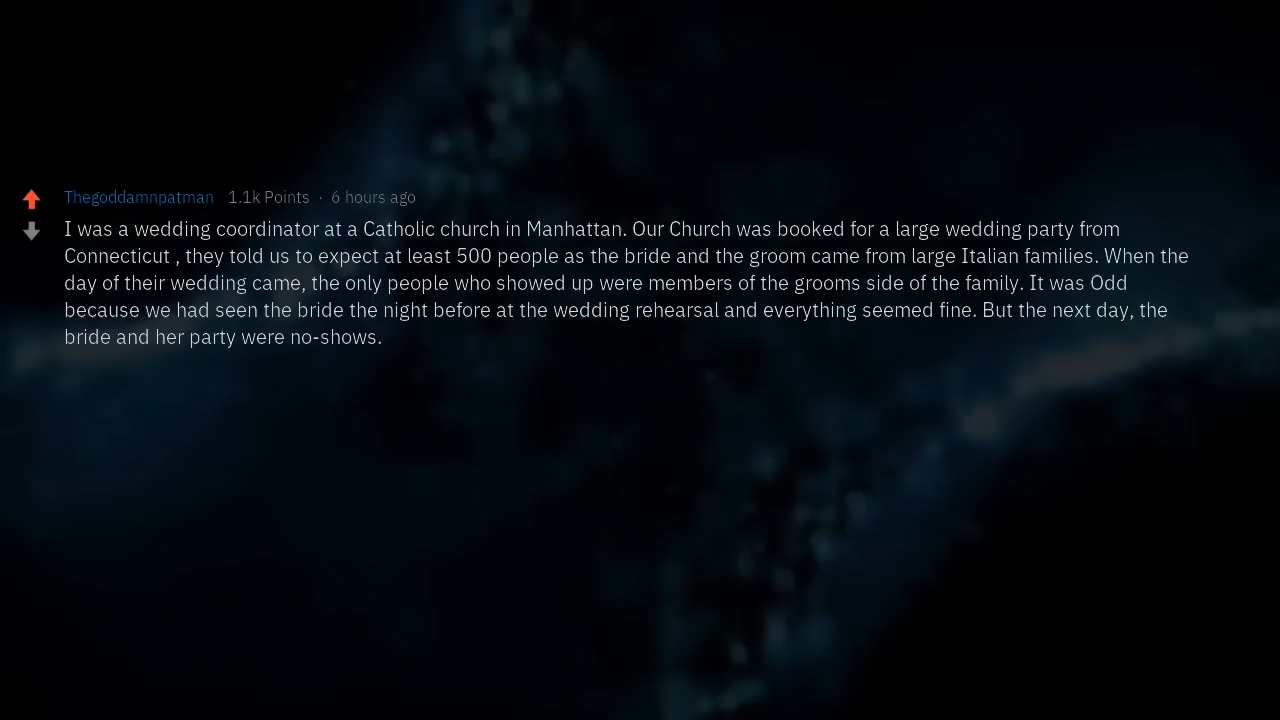 Thegoddamnpatman 1.1k Points · 6 hours ago
I was a wedding coordinator at a Catholic church in Manhattan. Our Church was booked for a large wedding party from
Connecticut , they told us to expect at least 500 people as the bride and the groom came from large Italian families. When the
day of their wedding came, the only people who showed up were members of the grooms side of the family. It was Odd
because we had seen the bride the night before at the wedding rehearsal and everything seemed fine. But the next day, the
bride and her party were no-shows.